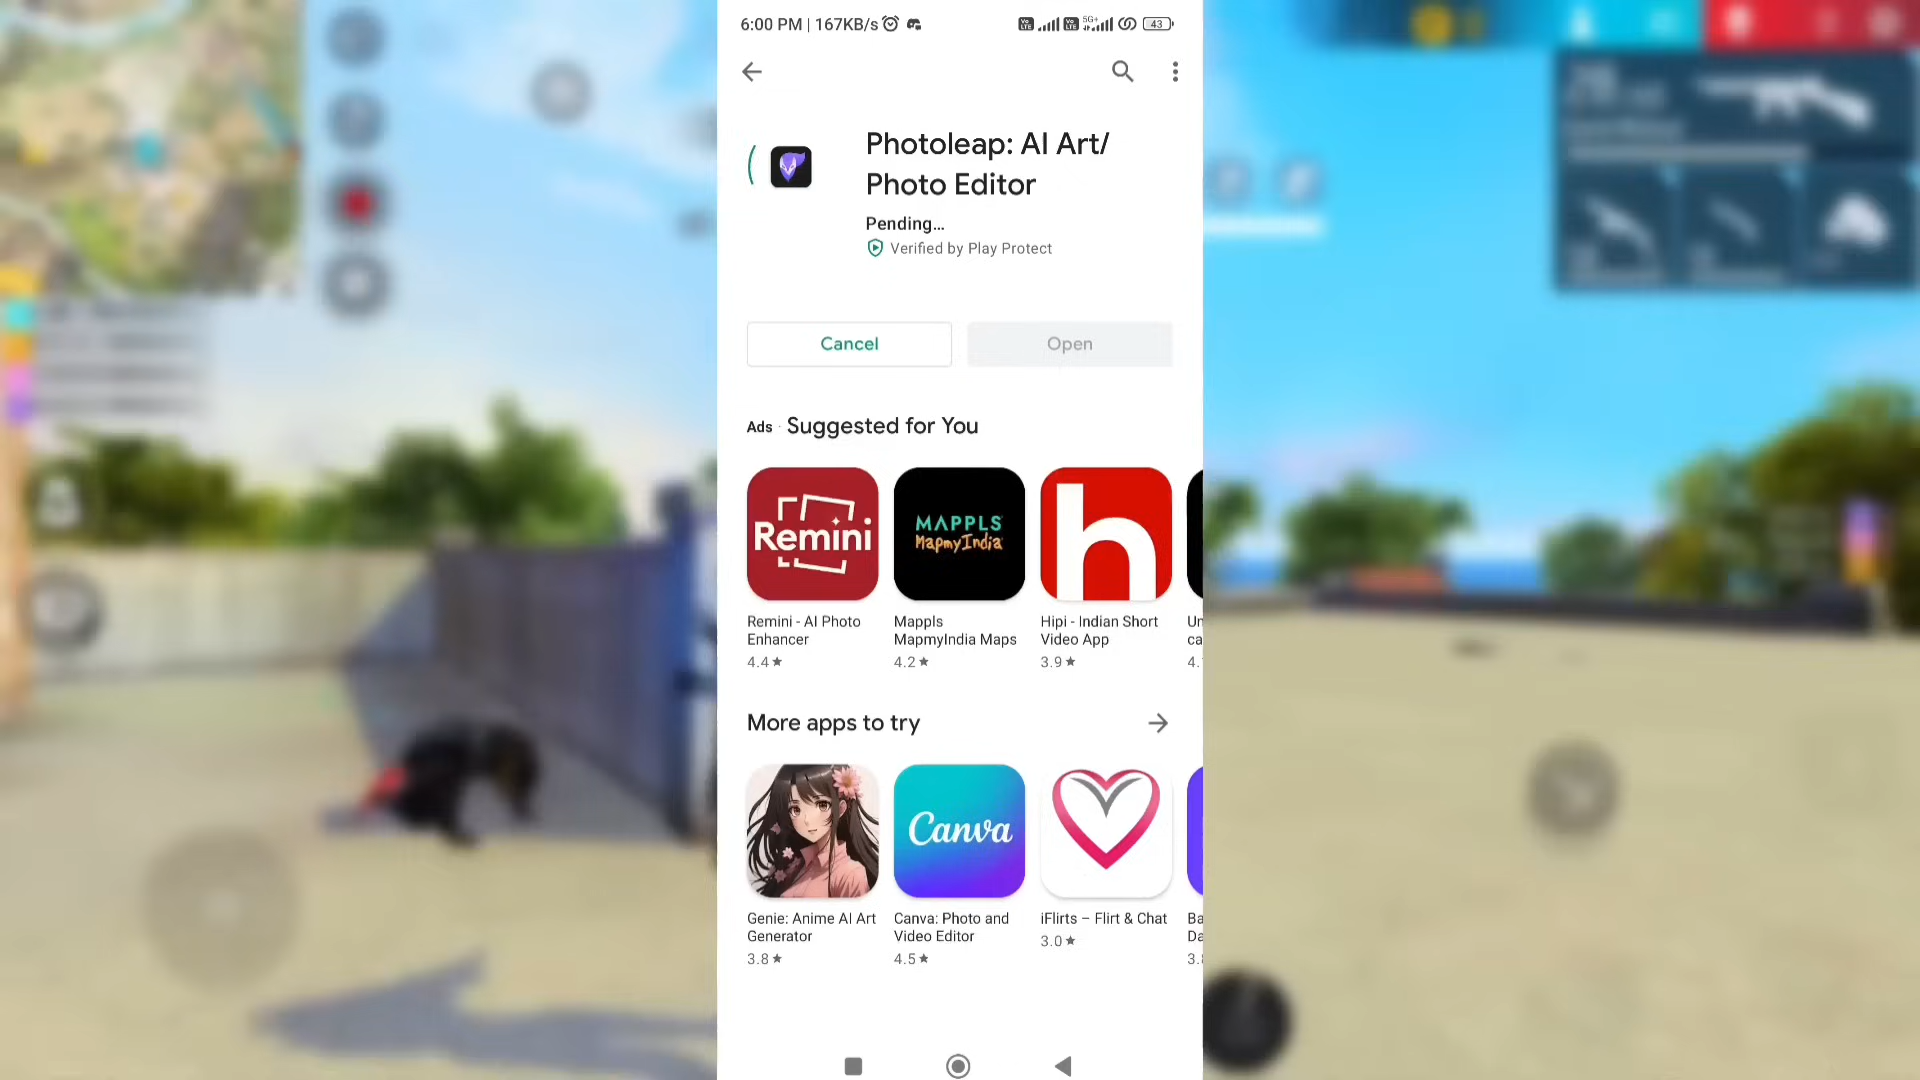 6:00 PM | 167KB/s
43
Photoleap: AI Art/
Photo Editor
Pending...
Verified by Play Protect
Cancel
Open
Ads · Suggested for You
Remini
MAPPLS
MapmyIndia
h
Remini - AI Photo
Enhancer
4.4★
Mappls
MapmyIndia Maps
4.2★
Hipi - Indian Short
Video App
3.9★
More apps to try
Canva
Genie: Anime AI Art
Generator
3.8★
Canva: Photo and
Video Editor
4.5★
iFlirts – Flirt & Chat
3.0★